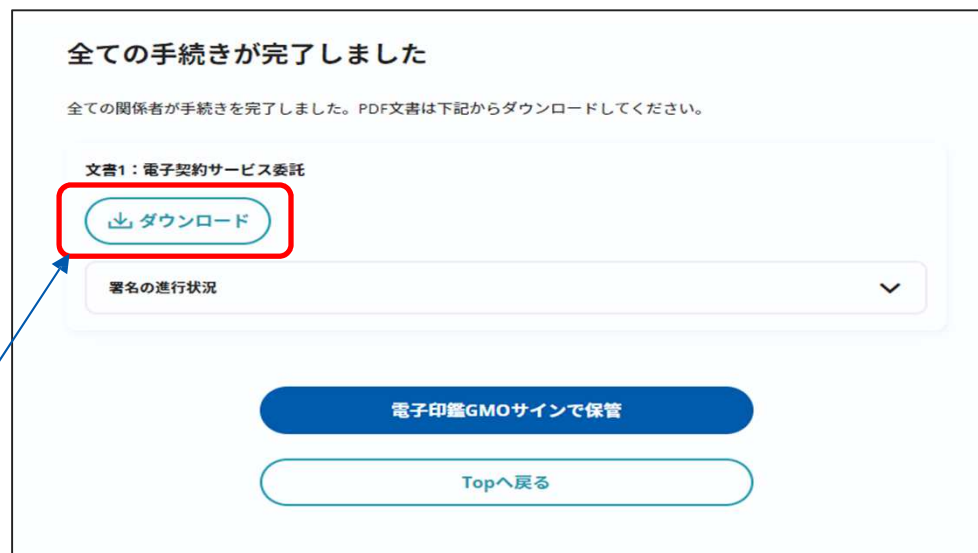 全ての手続きが完了しました
全ての関係者が手続きを完了しました。PDF文書は下記からダウンロードしてください。
文書1：電子契約サービス委託
ダウンロード
署名の進行状況
電子印鑑GMOサインで保管
Topへ戻る